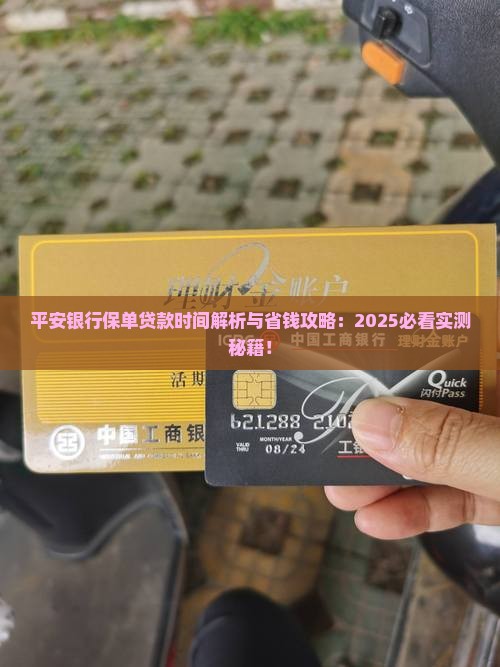 理财金账户
平安银行保单贷款时间解析与省钱攻略：2025必看实测
秘籍！
中国工商银行 理财金账户
活期
Quick
闪付Pass
621288 2102
VALID
THRU
MONTH/YEAR
08/24
中国工商银
工银